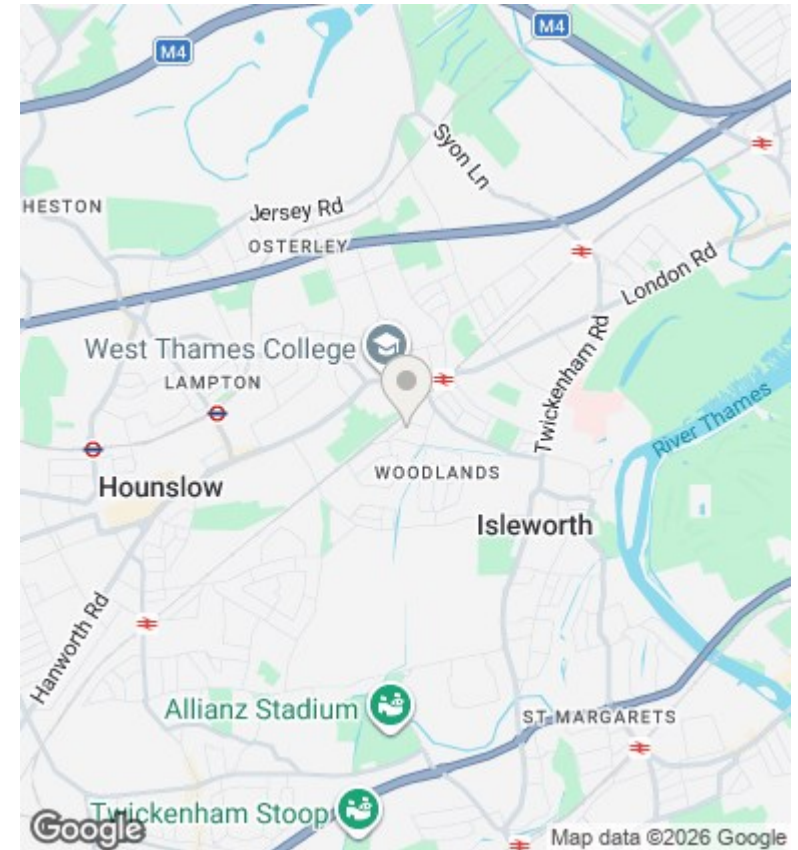 M4
M4
Syon Ln
HESTON
Jersey Rd
OSTERLEY
London Rd
West Thames College
LAMPTON
Twickenham Rd
River Thames
WOODLANDS
Hounslow
Isleworth
Hanworth Rd
Allianz Stadium
ST MARGARETS
Twickenham Stoop
Google
Map data ©2026 Google